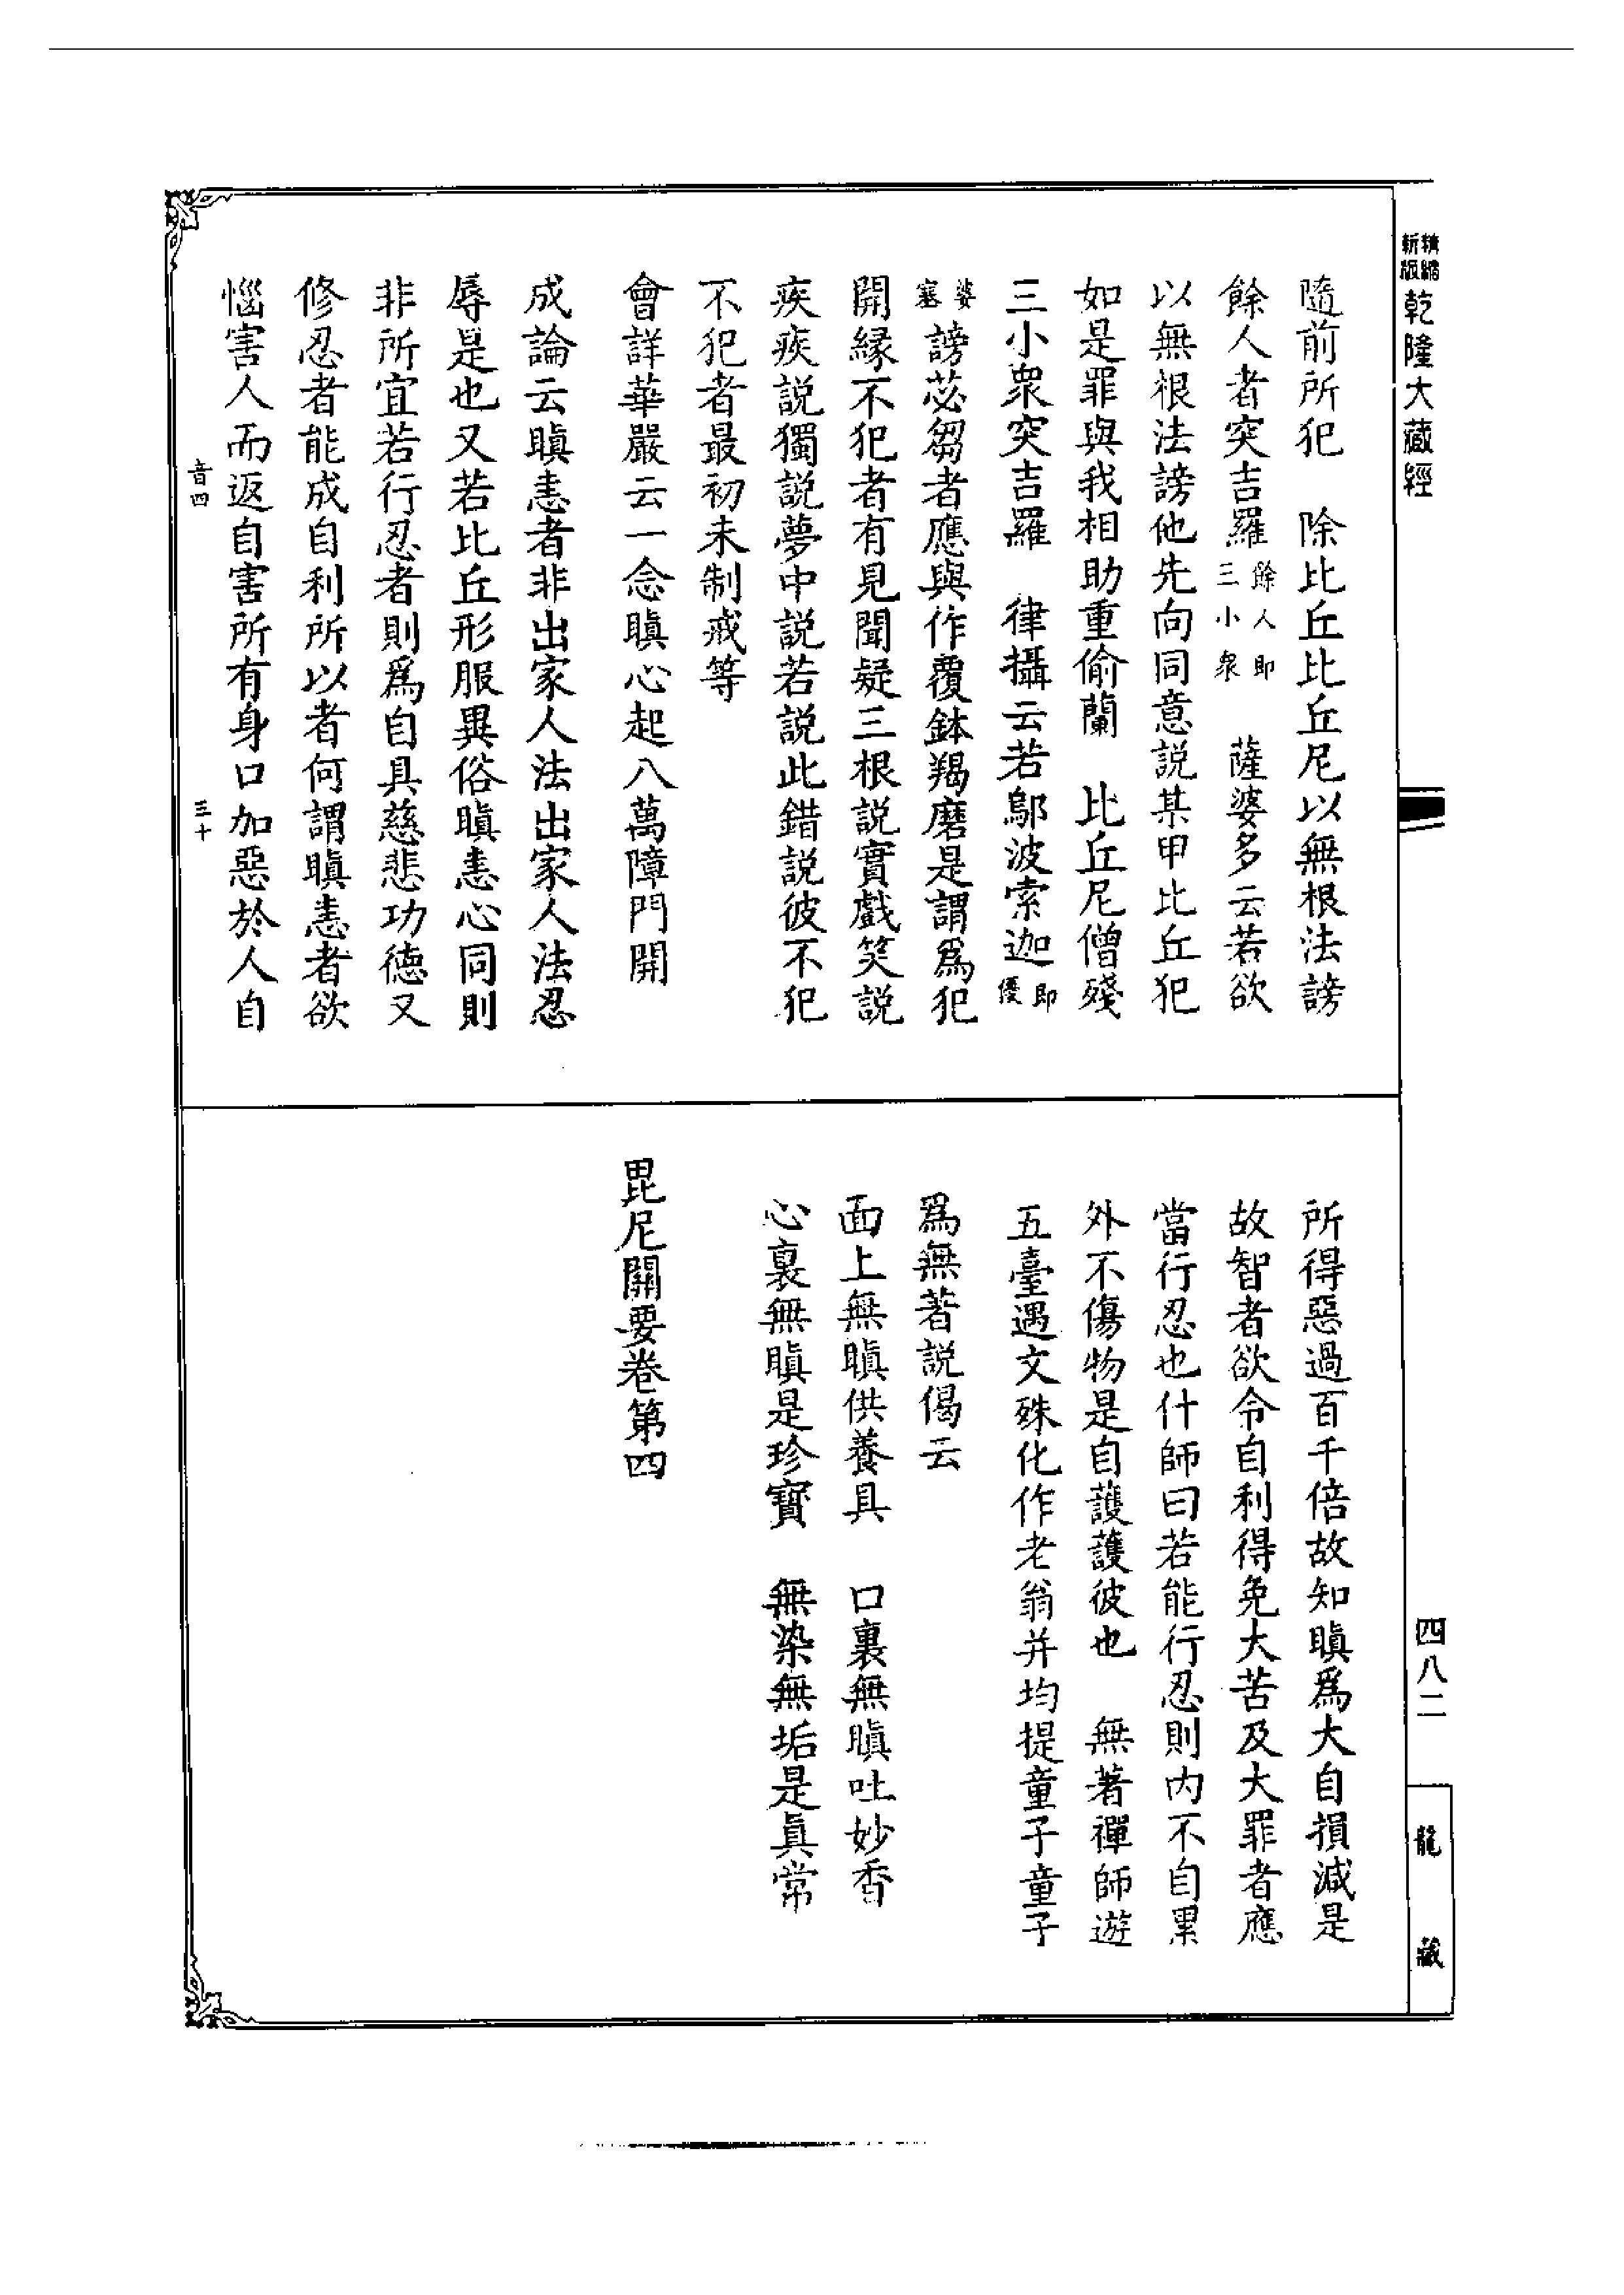 精縮
新版
乾隆大藏經
隨前所犯　除比丘比丘尼以無根法謗
餘人者突吉羅餘人即三小衆　薩婆多云若欲
以無根法謗他先向同意説某甲比丘犯
如是罪與我相助重偷蘭　比丘尼僧殘
三小衆突吉羅　律攝云若鄔波索迦即優
婆塞謗苾芻者應與作覆鉢羯磨是謂爲犯
開縁不犯者有見聞疑三根説實戲笑説
疾疾説獨説夢中説若説此錯説彼不犯
不犯者最初未制戒等
會詳華嚴云一念瞋心起八萬障門開
成論云瞋恚者非出家人法出家人法忍
辱是也又若比丘形服異俗瞋恚心同則
非所宜若行忍者則爲自具慈悲功德又
修忍者能成自利所以者何謂瞋恚者欲
惱害人而返自害所有身口加惡於人自
音四
三十
所得惡過百千倍故知瞋爲大自損減是
故智者欲令自利得免大苦及大罪者應
當行忍也什師曰若能行忍則内不自累
外不傷物是自護護彼也　無著禪師遊
五臺遇文殊化作老翁并均提童子童子
爲無著説偈云
面上無瞋供養具　口裏無瞋吐妙香
心裏無瞋是珍寳　無染無垢是眞常
毘尼關要卷第四
四八二
龍藏